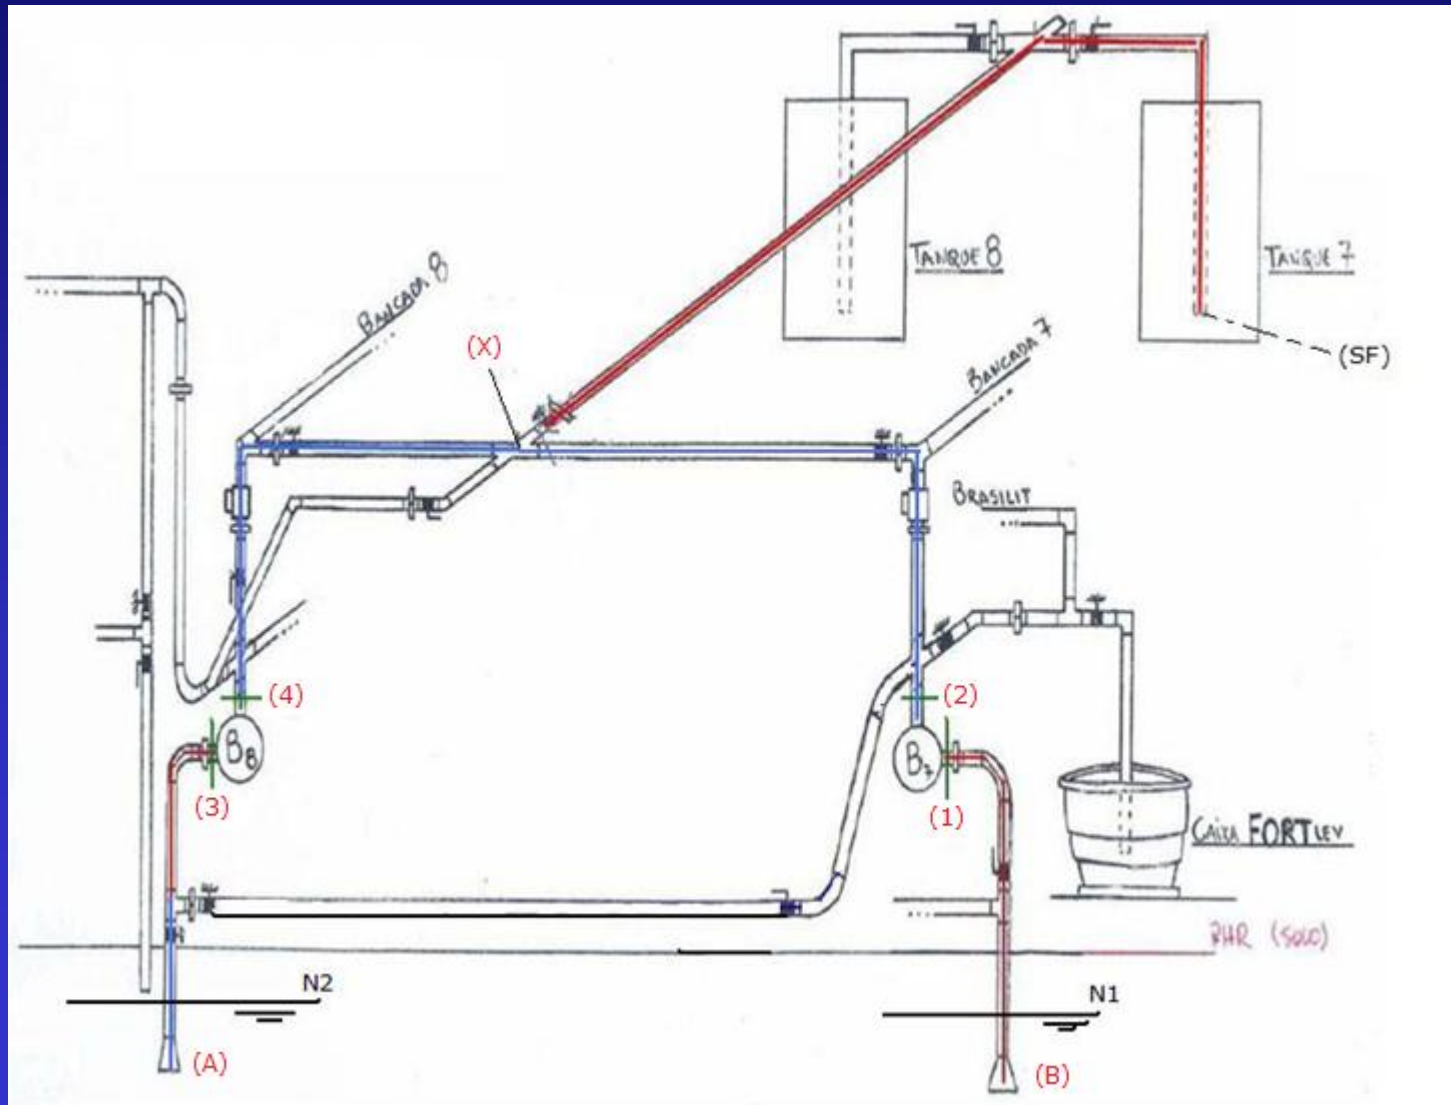 TANQUE 8
TANQUE 7
BANCADA 8
(X)
BANCADA 7
(SF)
BRASILIT
(4)
(2)
B8
B7
(3)
(1)
CAIXA FORTLEV
PHR (SOLO)
N2
N1
(A)
(B)